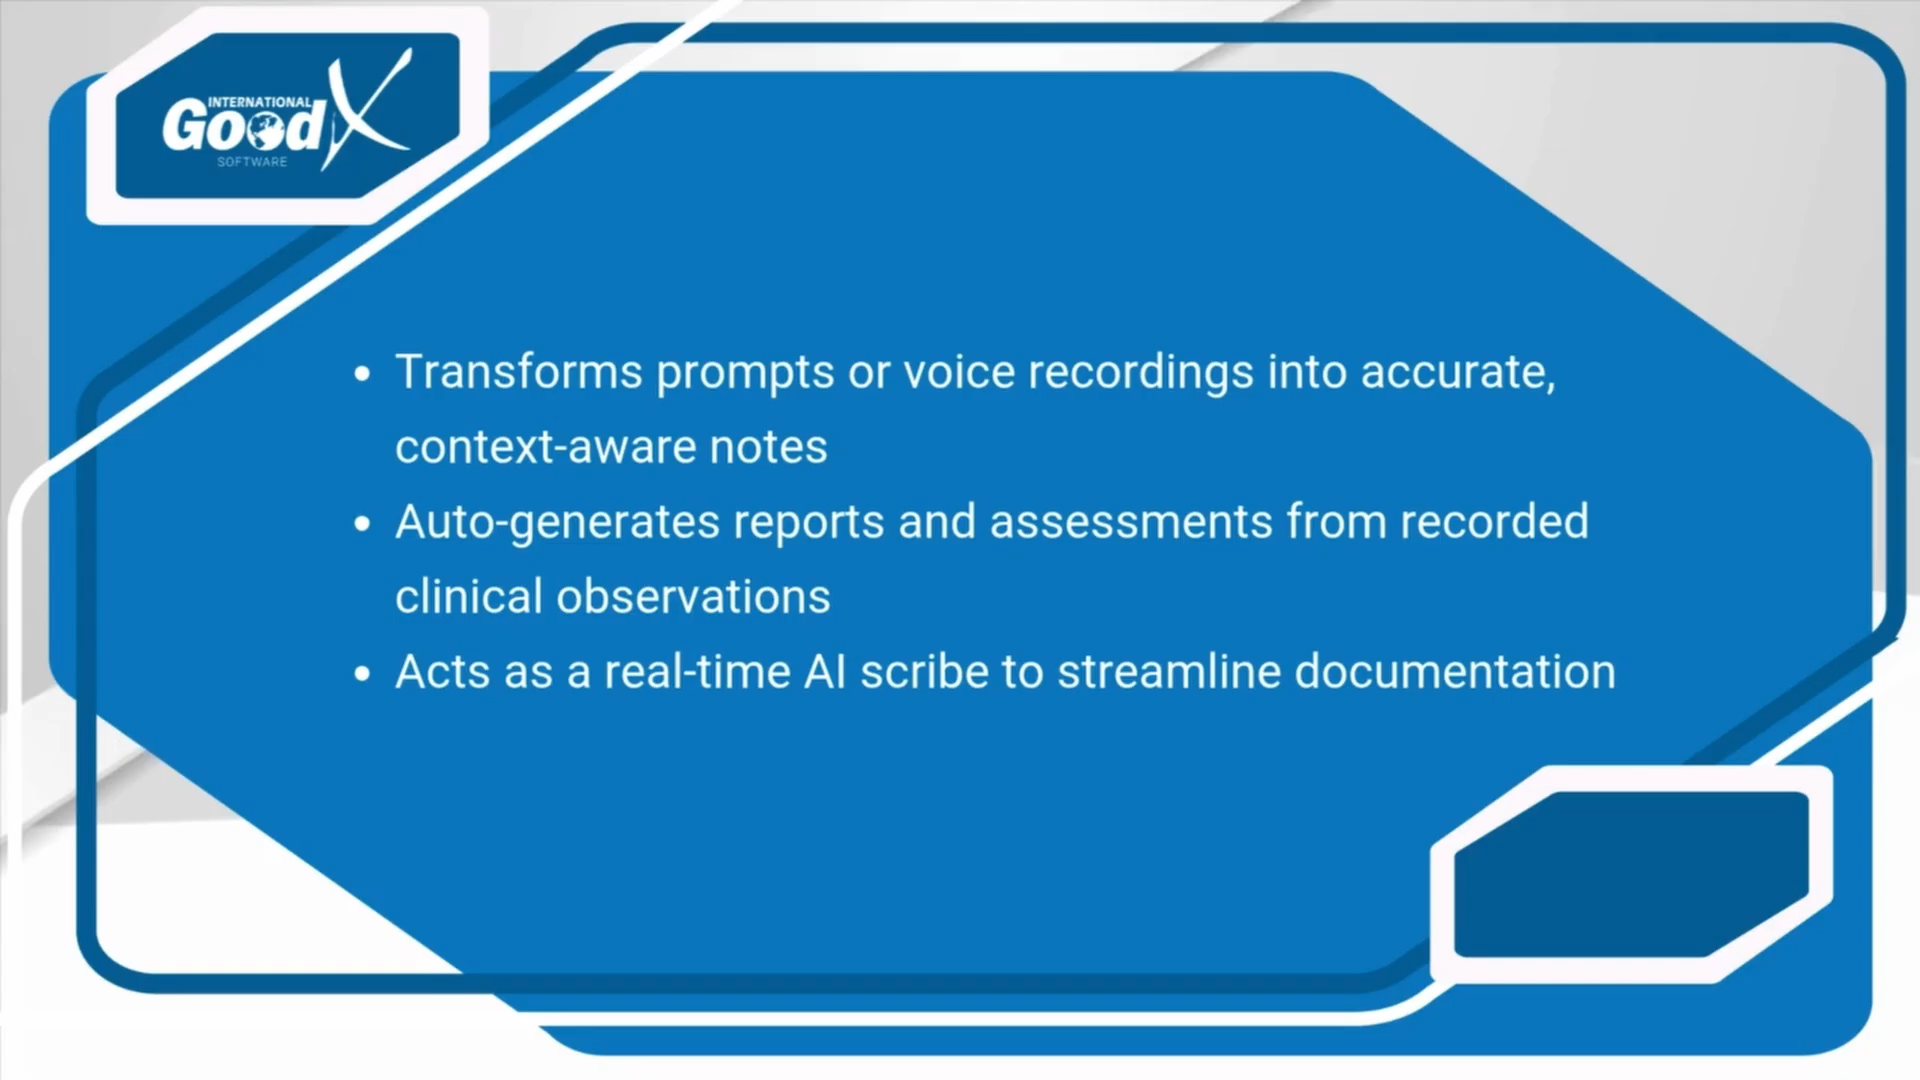 INTERNATIONAL
GoodX
SOFTWARE
• Transforms prompts or voice recordings into accurate,
context-aware notes
• Auto-generates reports and assessments from recorded
clinical observations
• Acts as a real-time AI scribe to streamline documentation